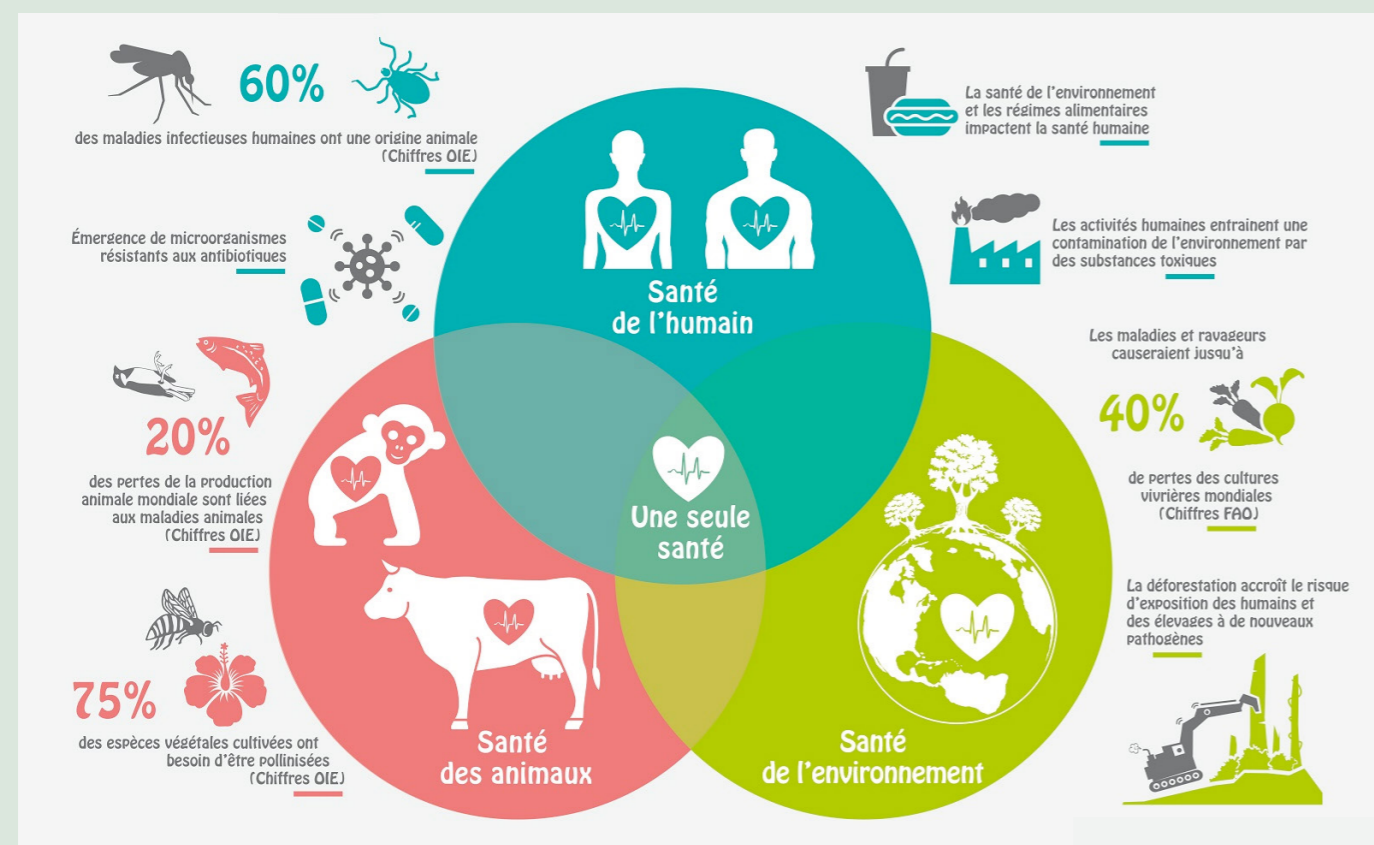 60%
des maladies infectieuses humaines ont une origine animale
(Chiffres OIE)
Émergence de microorganismes
résistants aux antibiotiques
20%
des pertes de la production
animale mondiale sont liées
aux maladies animales
(Chiffres OIE)
75%
des espèces végétales cultivées ont
besoin d'être pollinisées
(Chiffres OIE)
Santé
de l'humain
Une seule
santé
Santé
des animaux
Santé
de l'environnement
La santé de l'environnement
et les régimes alimentaires
impactent la santé humaine
Les activités humaines entrainent une
contamination de l'environnement par
des substances toxiques
Les maladies et ravageurs
causeraient jusqu'à
40%
de pertes des cultures
vivrières mondiales
(Chiffres FAO)
La déforestation accroît le risque
d'exposition des humains et
des élevages à de nouveaux
pathogènes